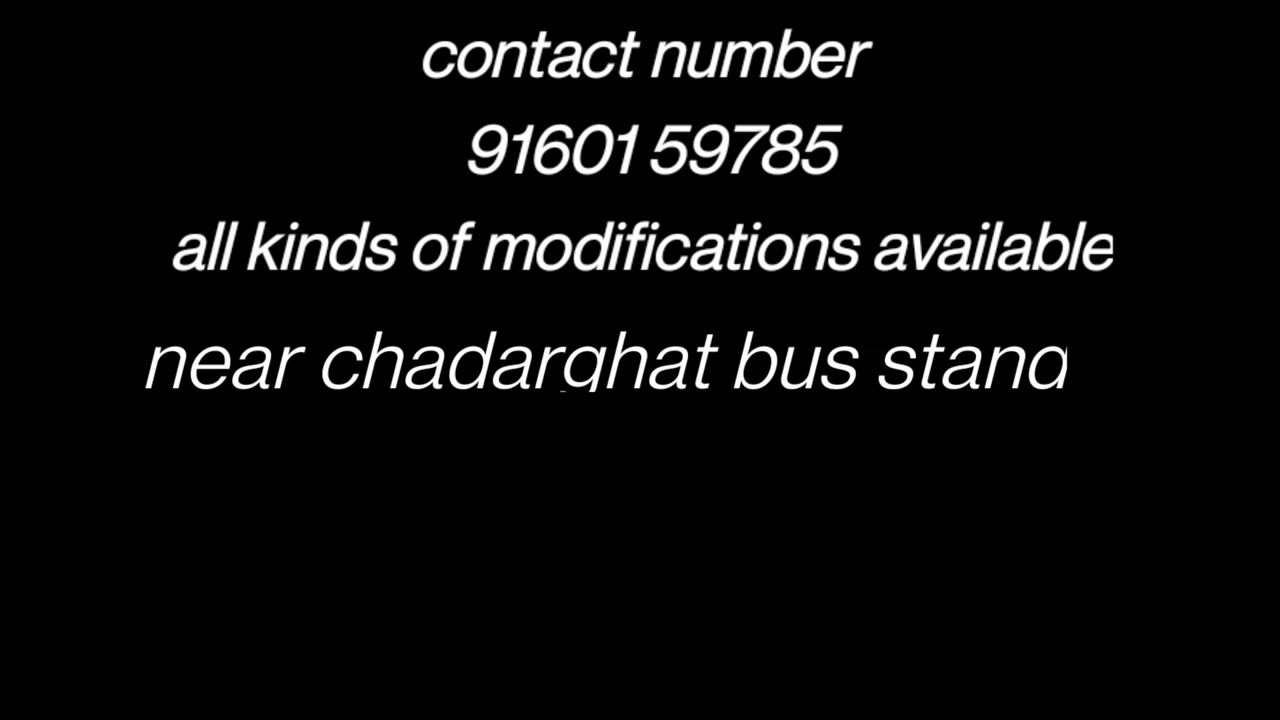 contact number
91601 59785
all kinds of modifications available
near chadarghat bus stand